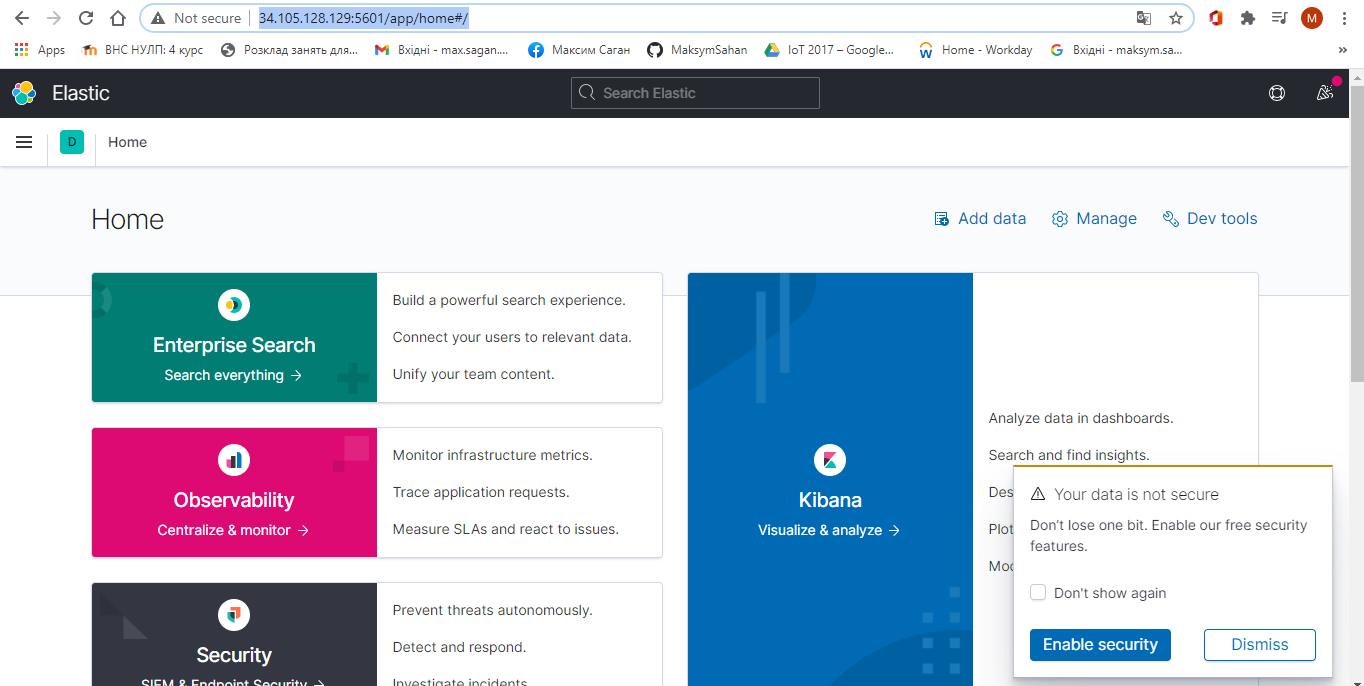 Not secure
34.105.128.129:5601/app/home#/
M
Apps
ВНС НУЛП: 4 курс
Розклад занять для...
Вхідні - max.sagan....
Максим Саган
MaksymSahan
IoT 2017 – Google...
Home - Workday
Вхідні - maksym.sa...
»
Elastic
Search Elastic
D
Home
Home
Add data
Manage
Dev tools
Enterprise Search
Search everything →
Build a powerful search experience.
Connect your users to relevant data.
Unify your team content.
Observability
Centralize & monitor →
Monitor infrastructure metrics.
Trace application requests.
Measure SLAs and react to issues.
Security
SIEM & Endpoint Security →
Prevent threats autonomously.
Detect and respond.
Investigate incidents.
Kibana
Visualize & analyze →
Analyze data in dashboards.
Search and find insights.
Des
Plot
Your data is not secure
Don't lose one bit. Enable our free security
features.
Don't show again
Enable security
Dismiss